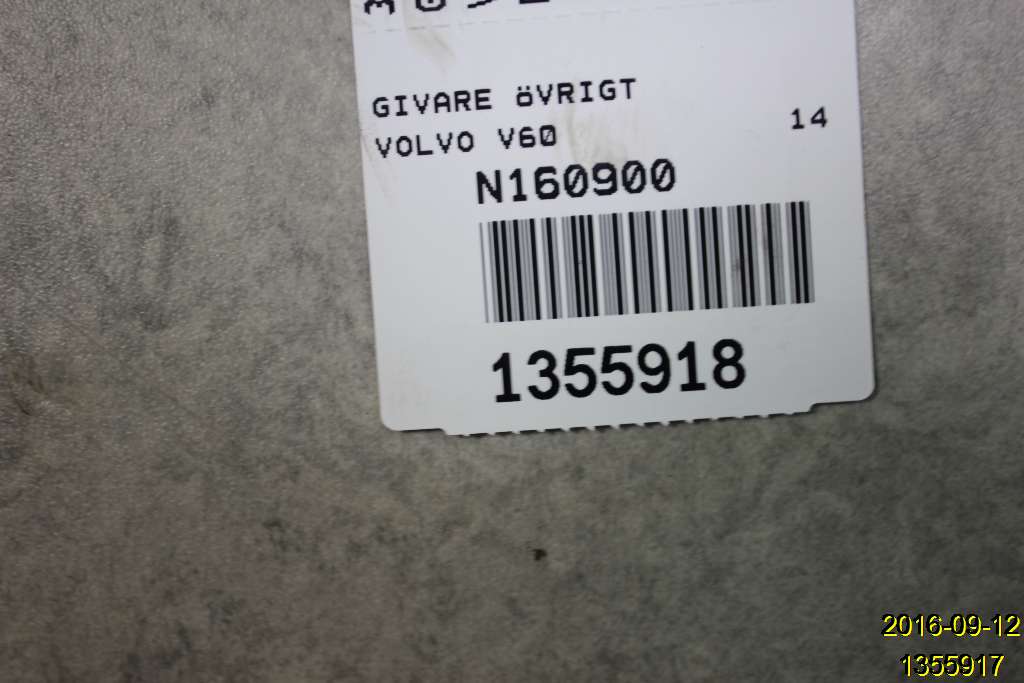 GIVARE öVRIGT
VOLVO V60 14
N160900
1355918
2016-09-12
1355917